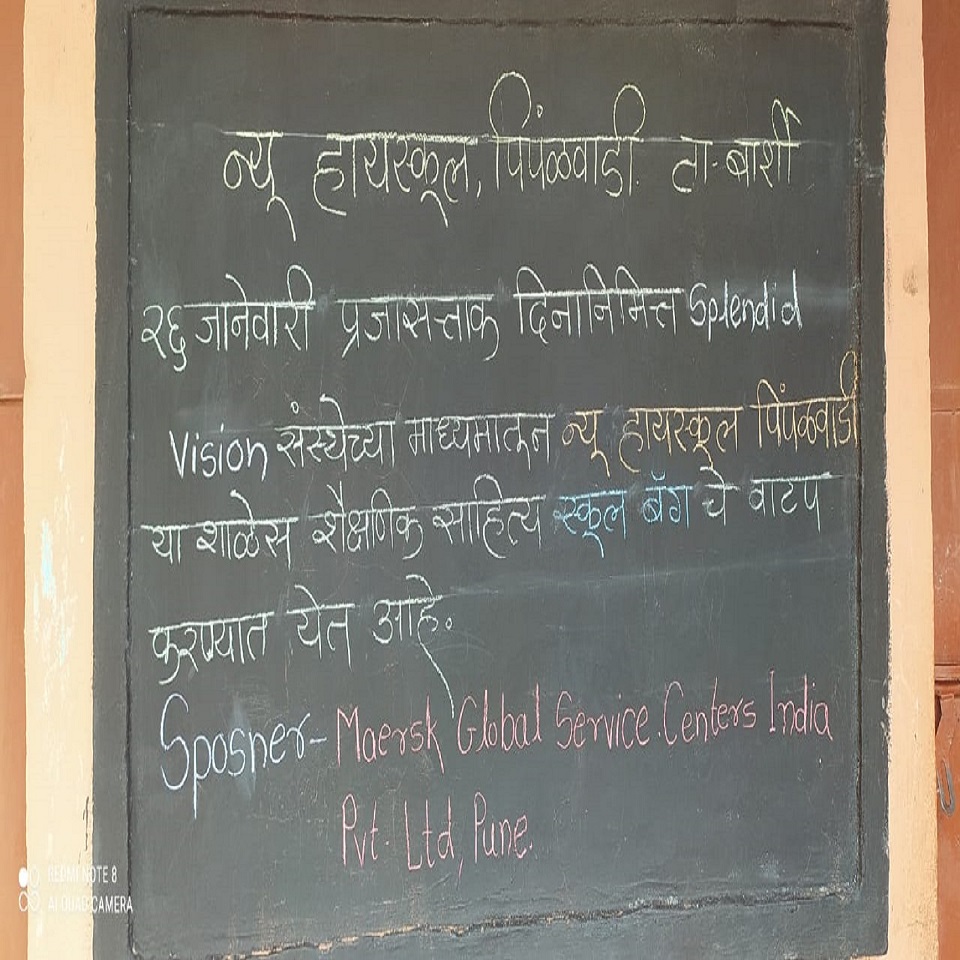 न्यू हायस्कूल, पिंपळवाडी. ता. बार्शी
२६ जानेवारी प्रजासत्ताक दिनानिमित्त Splendid
Vision संस्थेच्या माध्यमातून न्यू हायस्कूल पिंपळवाडी
या शाळेस शैक्षणिक साहित्य स्कूल बॅग चे वाटप
करण्यात येत आहे.
Sposner- Maersk Global Service Centers India
Pvt. Ltd, Pune.
REDMI NOTE 8
AI QUAD CAMERA